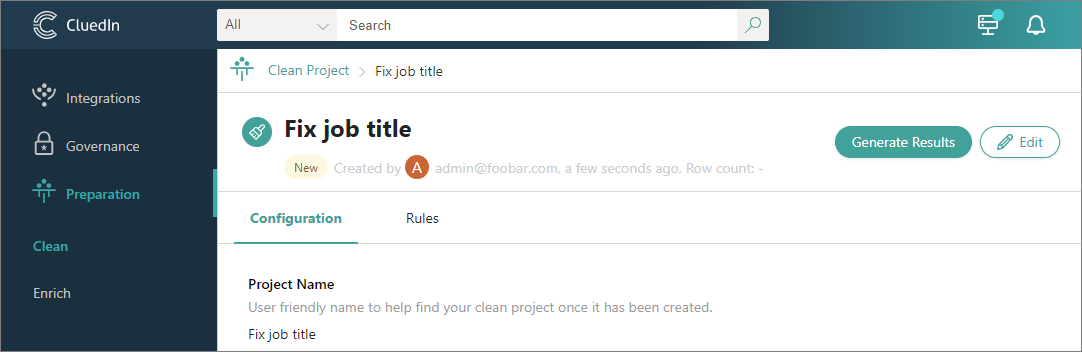 CluedIn
All
Search
Integrations
Governance
Preparation
Clean
Enrich
Clean Project > Fix job title
Fix job title
New Created by A admin@foobar.com, a few seconds ago, Row count: -
Generate Results
Edit
Configuration
Rules
Project Name
User friendly name to help find your clean project once it has been created.
Fix job title